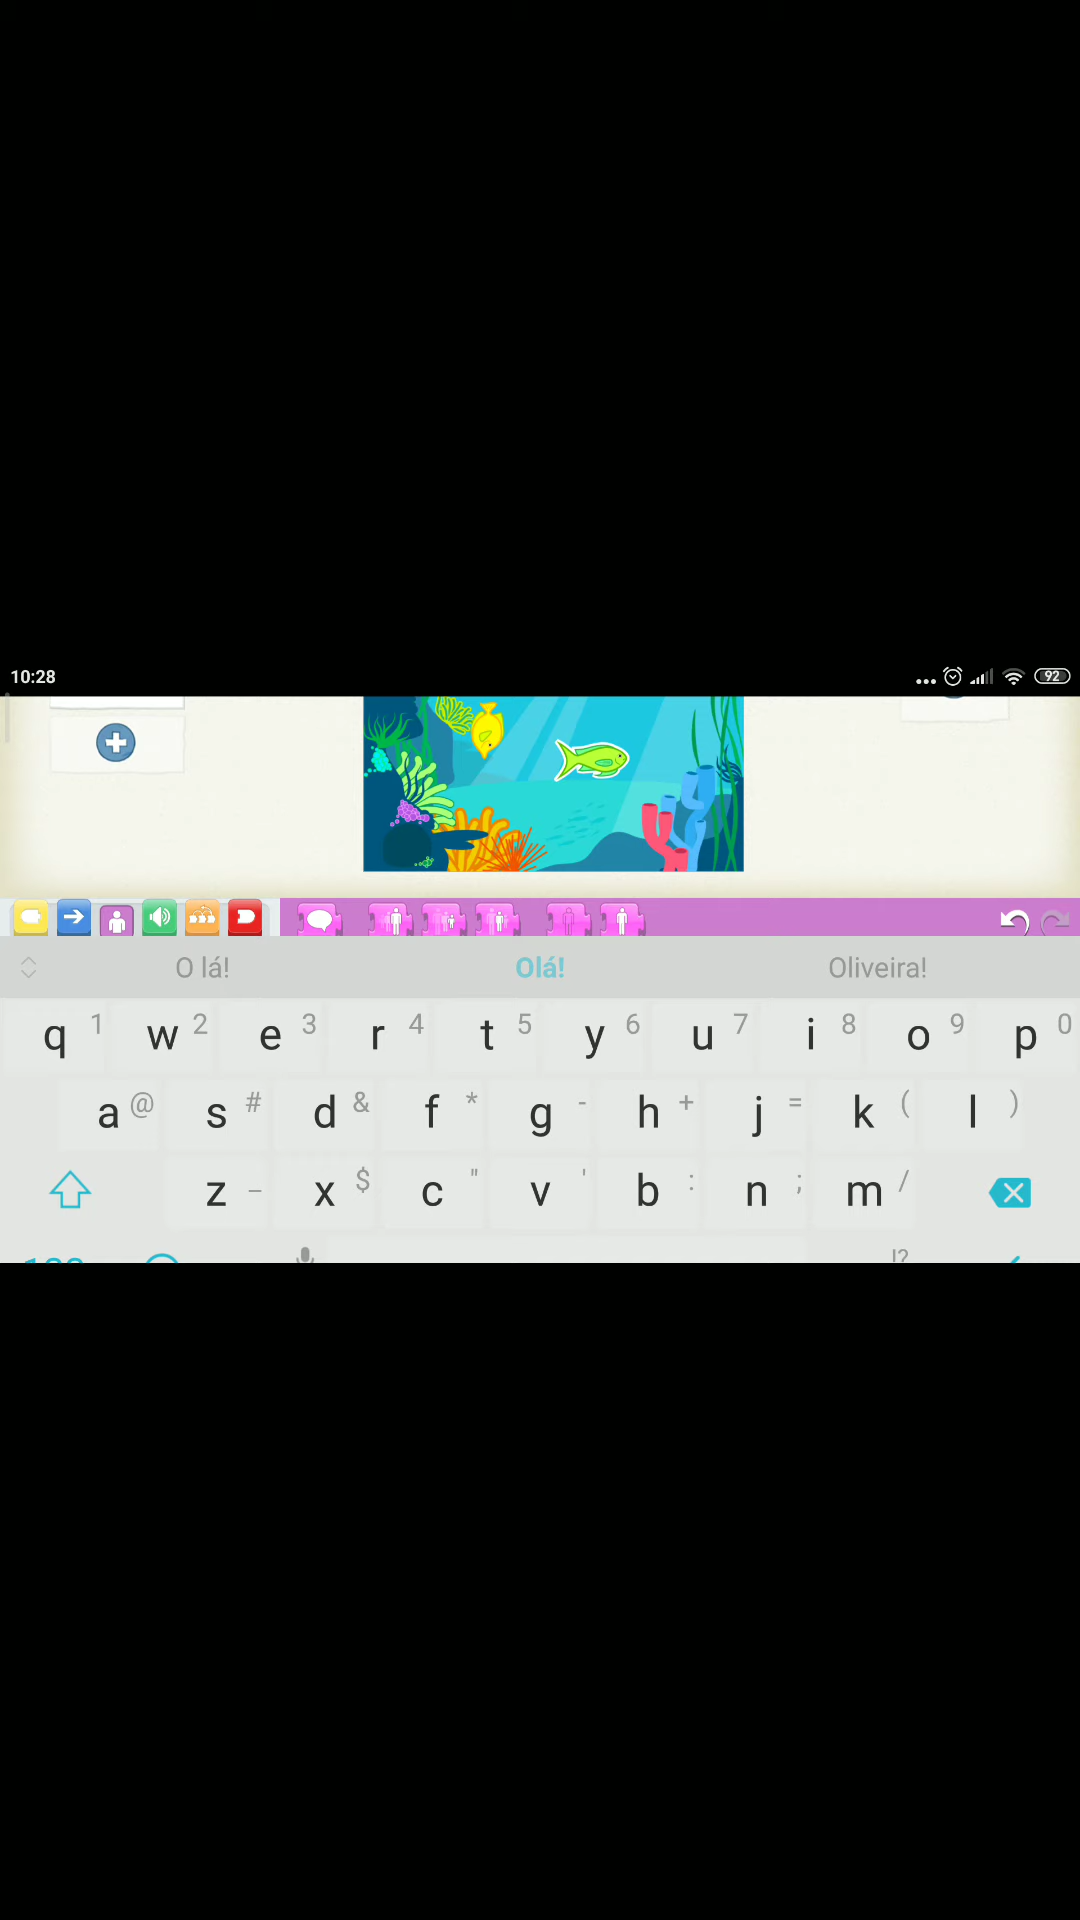 10:28
92
O lá! Olá! Oliveira!
q 1 w 2 e 3 r 4 t 5 y 6 u 7 i 8 o 9 p 0
a @ s # d & f * g - h + j = k ( l )
z _ x $ c " v ' b : n ; m /
!?